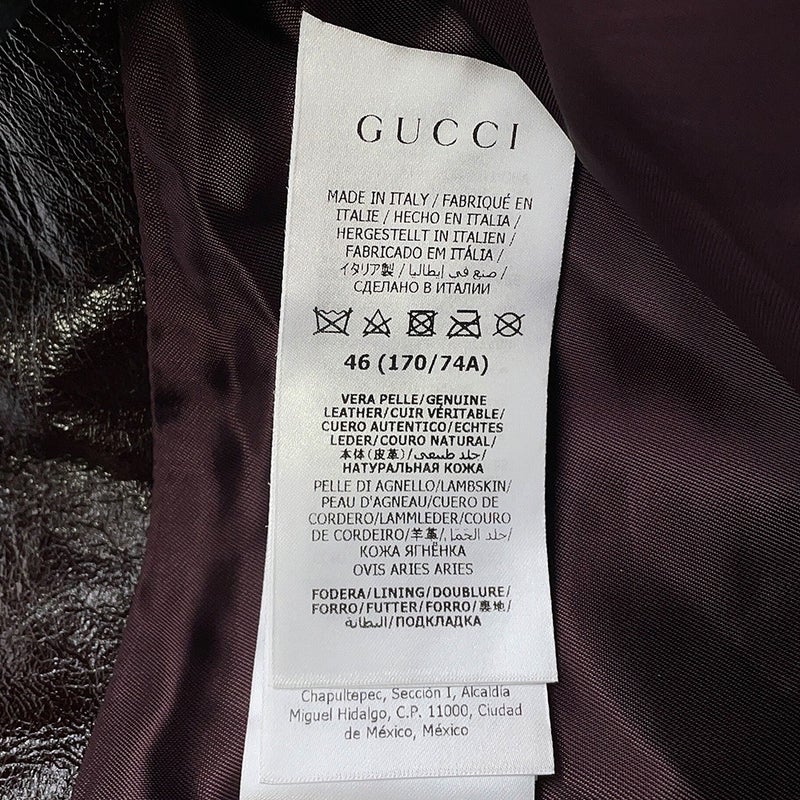 GUCCI
MADE IN ITALY / FABRIQUÉ EN
ITALIE / HECHO EN ITALIA /
HERGESTELLT IN ITALIEN /
FABRICADO EM ITÁLIA /
イタリア製 / صنع في إيطاليا /
СДЕЛАНО В ИТАЛИИ
46 (170/74A)
VERA PELLE/GENUINE
LEATHER/CUIR VÉRITABLE/
CUERO AUTENTICO/ECHTES
LEDER/COURO NATURAL/
本体(皮革)/جلد طبيعي/
НАТУРАЛЬНАЯ КОЖА
PELLE DI AGNELLO/LAMBSKIN/
PEAU D'AGNEAU/CUERO DE
CORDERO/LAMMLEDER/COURO
DE CORDEIRO/羊革/جلد الحمل/
КОЖА ЯГНЁНКА
OVIS ARIES ARIES
FODERA/LINING/DOUBLURE/
FORRO/FUTTER/FORRO/裏地/
البطانة/ПОДКЛАДКА
Chapultepec, Sección I, Alcaldía
Miguel Hidalgo, C.P. 11000, Ciudad
de México, México